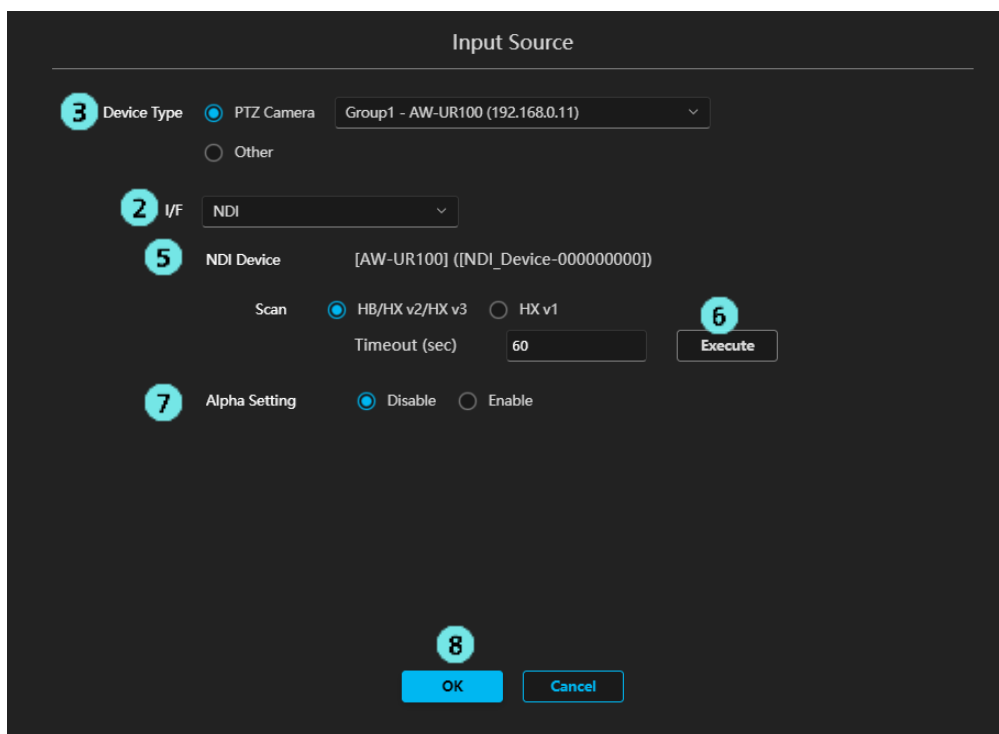 Input Source
3 Device Type PTZ Camera Group1 - AW-UR100 (192.168.0.11)
Other
2 I/F NDI
5 NDI Device [AW-UR100] ([NDI_Device-000000000])
Scan HB/HX v2/HX v3 HX v1 6
Timeout (sec) 60 Execute
7 Alpha Setting Disable Enable
8
OK Cancel